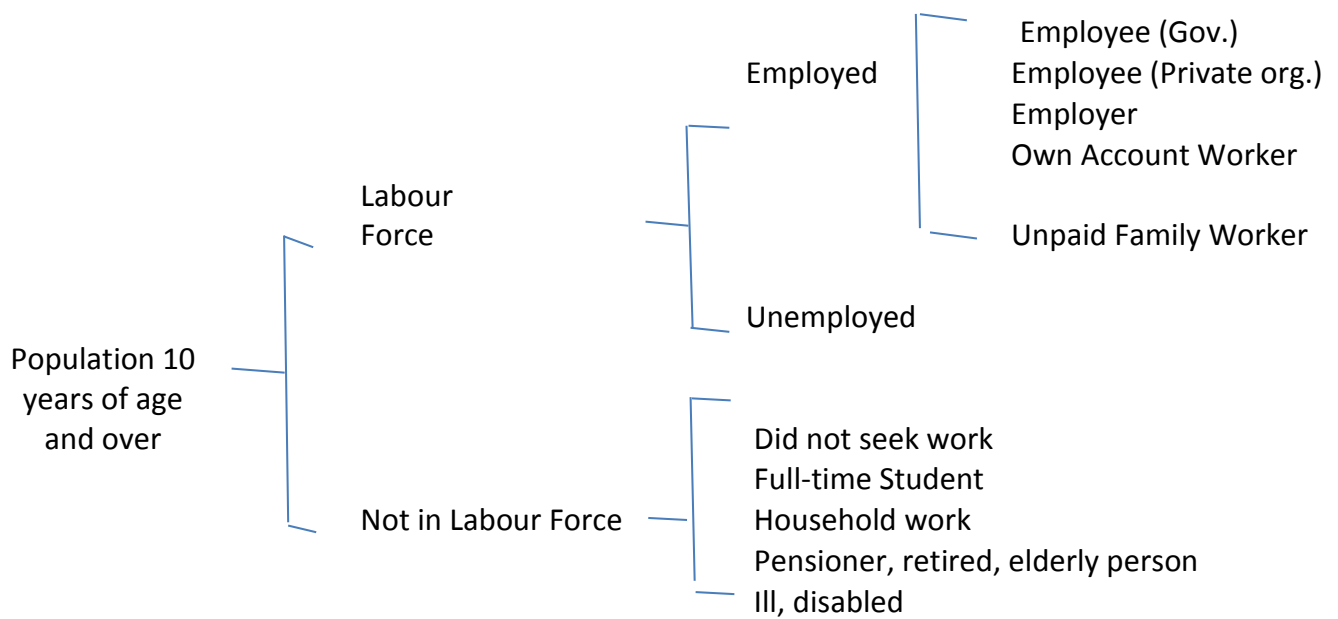 Population 10
years of age
and over
Labour
Force
Employed
Employee (Gov.)
Employee (Private org.)
Employer
Own Account Worker
Unpaid Family Worker
Unemployed
Not in Labour Force
Did not seek work
Full-time Student
Household work
Pensioner, retired, elderly person
Ill, disabled